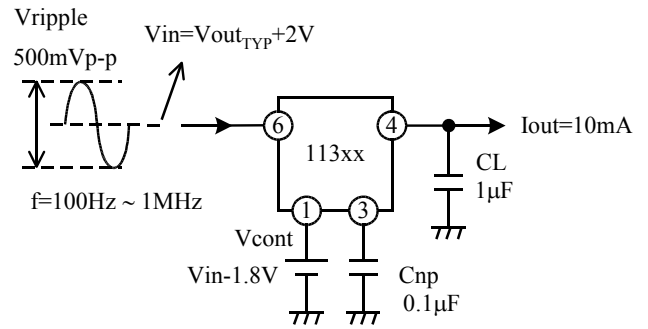 Vripple
500mVp-p
Vin=VoutTYP+2V
f=100Hz ~ 1MHz
6
4
113xx
1
3
Iout=10mA
CL
1μF
Vcont
Vin-1.8V
Cnp
0.1μF